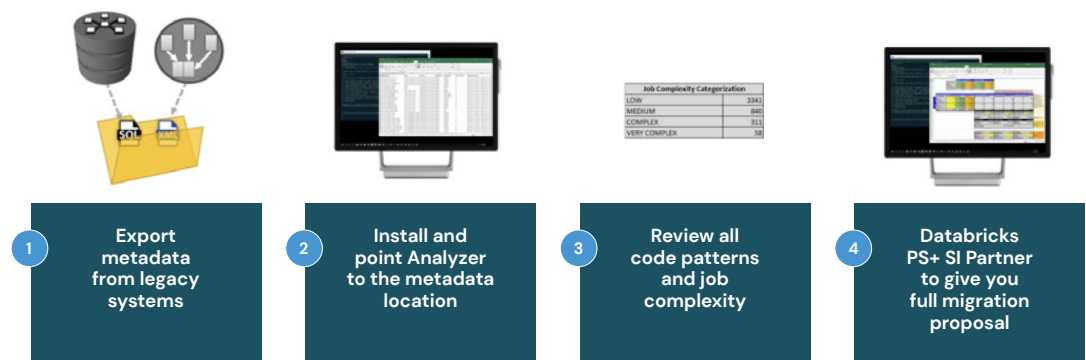 SQL
XML
Job Complexity Categorization
LOW 3341
MEDIUM 840
COMPLEX 311
VERY COMPLEX 58
1
Export
metadata
from legacy
systems
2
Install and
point Analyzer
to the metadata
location
3
Review all
code patterns
and job
complexity
4
Databricks
PS+ SI Partner
to give you
full migration
proposal